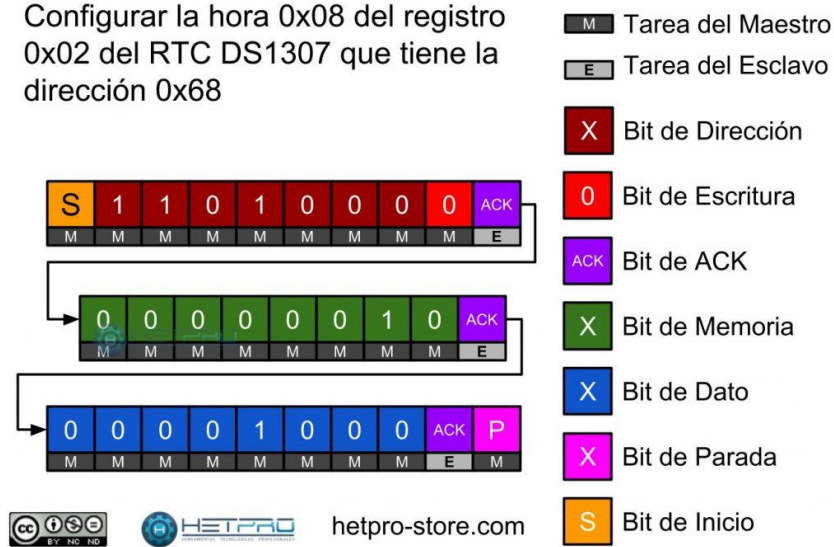 Configurar la hora 0x08 del registro
0x02 del RTC DS1307 que tiene la
dirección 0x68
M Tarea del Maestro
E Tarea del Esclavo
X Bit de Dirección
0 Bit de Escritura
ACK Bit de ACK
X Bit de Memoria
X Bit de Dato
X Bit de Parada
S Bit de Inicio
S 1 1 0 1 0 0 0 0 ACK
M M M M M M M M M E
0 0 0 0 0 0 1 0 ACK
M M M M M M M M E
0 0 0 0 1 0 0 0 ACK P
M M M M M M M M E M
cc BY NC ND
HETPRO
HERRAMIENTAS TECNOLÓGICAS PROFESIONALES
hetpro-store.com